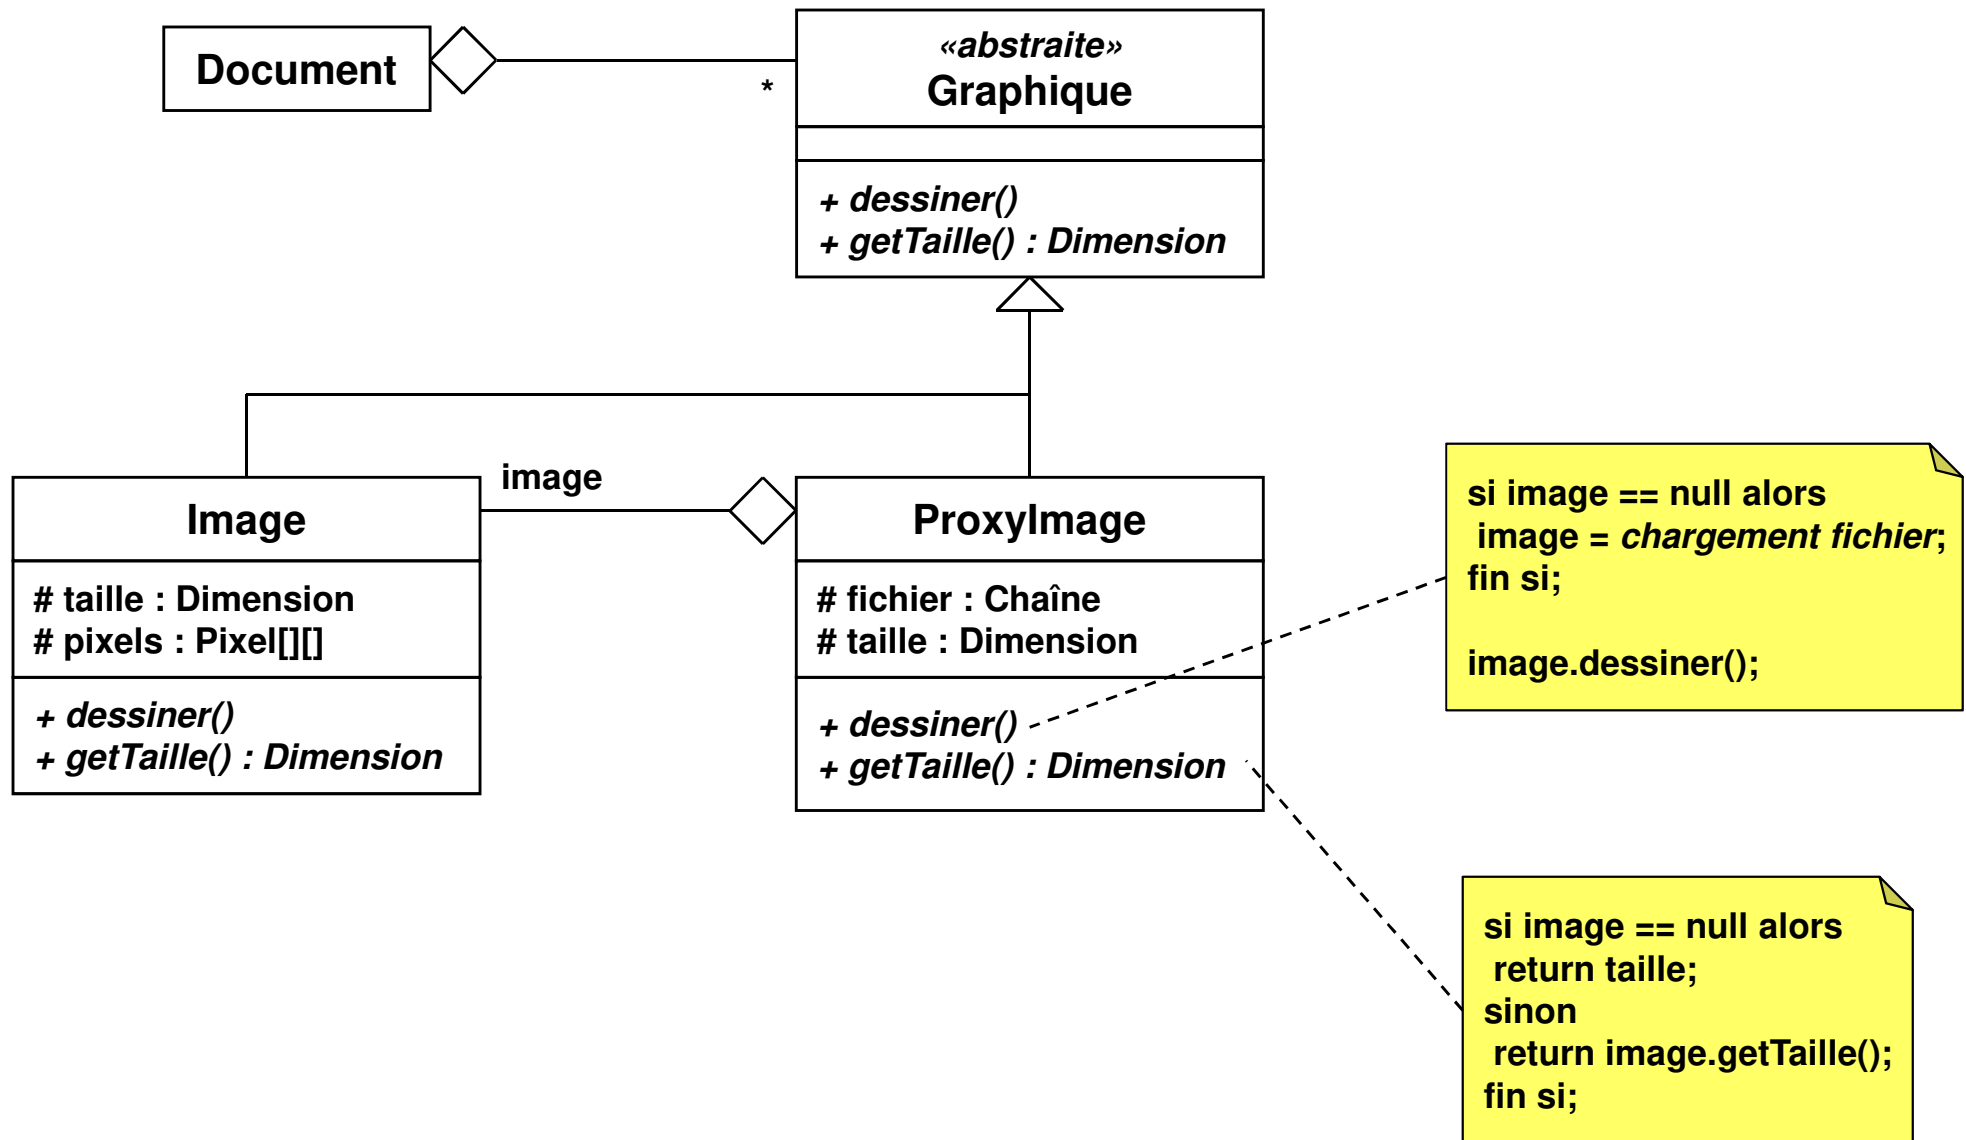 Document
*
«abstraite»
Graphique
+ dessiner()
+ getTaille() : Dimension
Image
# taille : Dimension
# pixels : Pixel[][]
+ dessiner()
+ getTaille() : Dimension
image
ProxyImage
# fichier : Chaîne
# taille : Dimension
+ dessiner()
+ getTaille() : Dimension
si image == null alors
image = chargement fichier;
fin si;
image.dessiner();
si image == null alors
return taille;
sinon
return image.getTaille();
fin si;